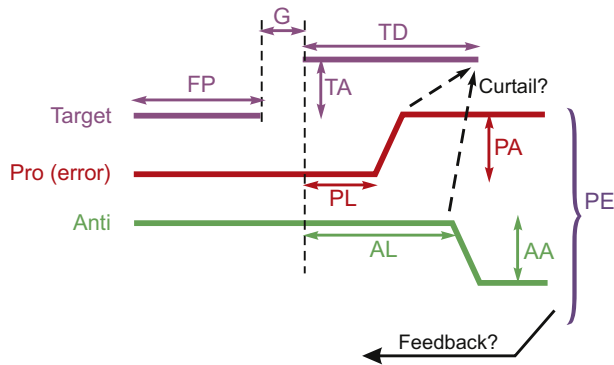 G
TD
FP
TA
Curtail?
Target
Pro (error)
PA
PL
PE
Anti
AL
AA
Feedback?